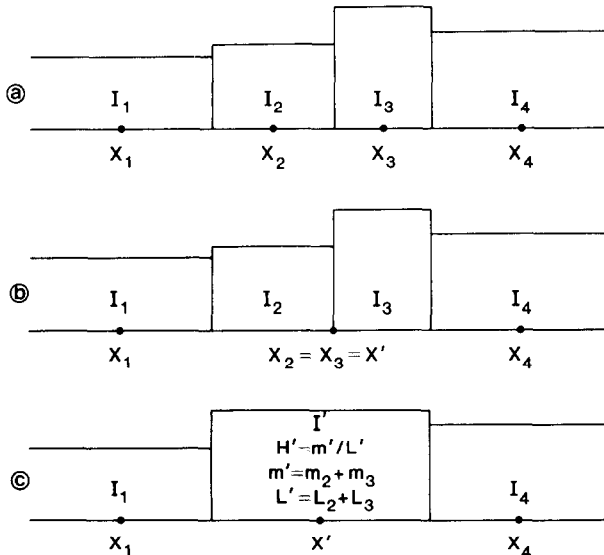 ⓐ I₁ I₂ I₃ I₄
X₁ X₂ X₃ X₄
ⓑ I₁ I₂ I₃ I₄
X₁ X₂ = X₃ = X' X₄
I'
H' = m'/L'
m' = m₂ + m₃
ⓒ I₁ L' = L₂ + L₃ I₄
X₁ X' X₄